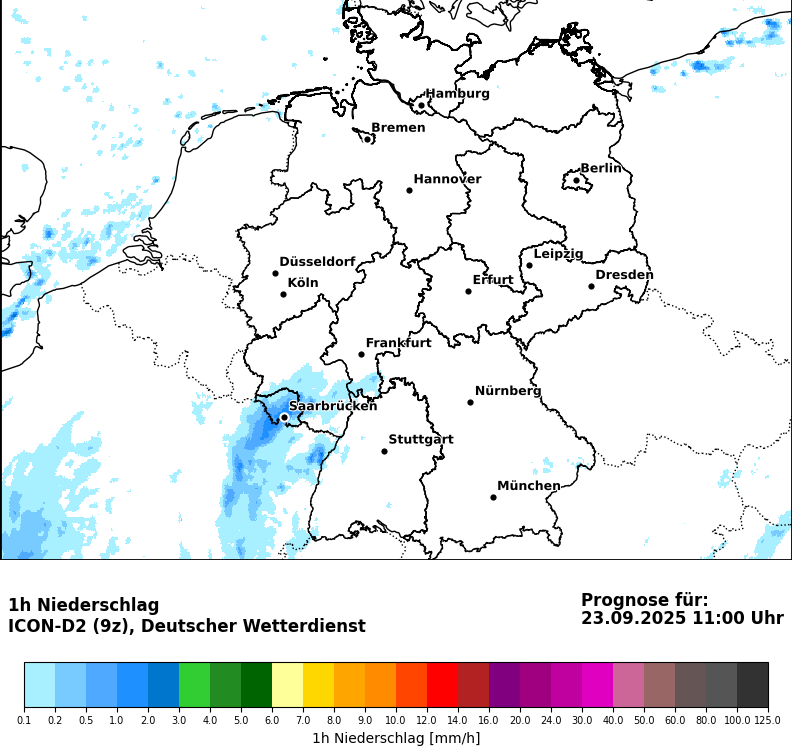 Hamburg
Bremen
Berlin
Hannover
Leipzig
Düsseldorf
Dresden
Köln
Erfurt
Frankfurt
Nürnberg
Saarbrücken
Stuttgart
München
1h Niederschlag
ICON-D2 (9z), Deutscher Wetterdienst
Prognose für:
23.09.2025 11:00 Uhr
0.1 0.2 0.5 1.0 2.0 3.0 4.0 5.0 6.0 7.0 8.0 9.0 10.0 12.0 14.0 16.0 20.0 24.0 30.0 40.0 50.0 60.0 80.0 100.0 125.0
1h Niederschlag [mm/h]